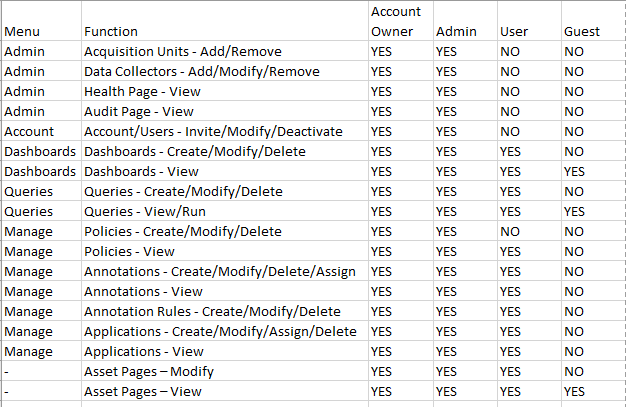 Menu Function Account Owner Admin User Guest
Admin Acquisition Units - Add/Remove YES YES NO NO
Admin Data Collectors - Add/Modify/Remove YES YES NO NO
Admin Health Page - View YES YES NO NO
Admin Audit Page - View YES YES NO NO
Account Account/Users - Invite/Modify/Deactivate YES YES NO NO
Dashboards Dashboards - Create/Modify/Delete YES YES YES NO
Dashboards Dashboards - View YES YES YES YES
Queries Queries - Create/Modify/Delete YES YES YES NO
Queries Queries - View/Run YES YES YES YES
Manage Policies - Create/Modify/Delete YES YES NO NO
Manage Policies - View YES YES YES NO
Manage Annotations - Create/Modify/Delete/Assign YES YES YES NO
Manage Annotations - View YES YES YES NO
Manage Annotation Rules - Create/Modify/Delete YES YES YES NO
Manage Applications - Create/Modify/Assign/Delete YES YES YES NO
Manage Applications - View YES YES YES NO
- Asset Pages – Modify YES YES YES NO
- Asset Pages – View YES YES YES YES